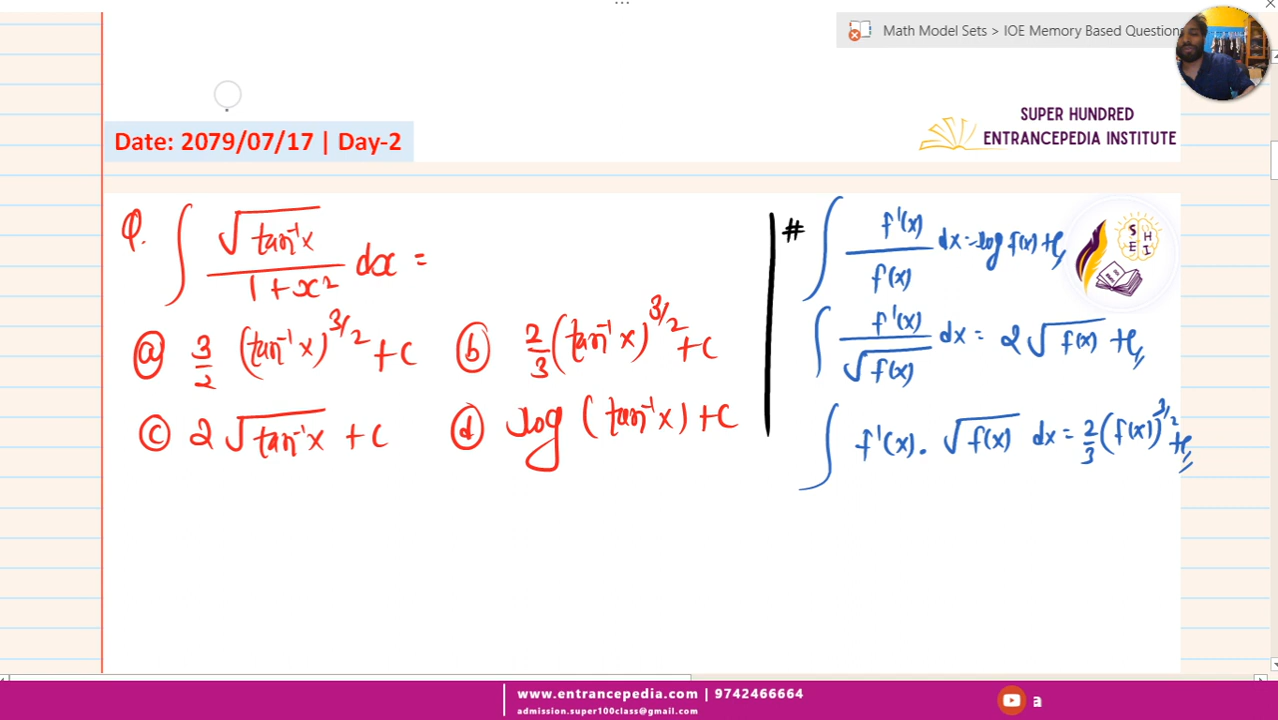 Math Model Sets > IOE Memory Based Question
Date: 2079/07/17 | Day-2
SUPER HUNDRED
ENTRANCEPEDIA INSTITUTE
Q. ∫ √(tan⁻¹x) / (1+x²) dx =
(a) 3/2 (tan⁻¹x)^3/2 + c (b) 2/3 (tan⁻¹x)^3/2 + c
(c) 2√(tan⁻¹x) + c (d) log (tan⁻¹x) + c
# ∫ f'(x) / f(x) dx = log f(x) + c,
∫ f'(x) / √f(x) dx = 2√f(x) + c,,
∫ f'(x). √f(x) dx = 2/3 (f(x))^3/2 + c,,
S H
E I
www.entrancepedia.com | 9742466664
admission.super100class@gmail.com
a